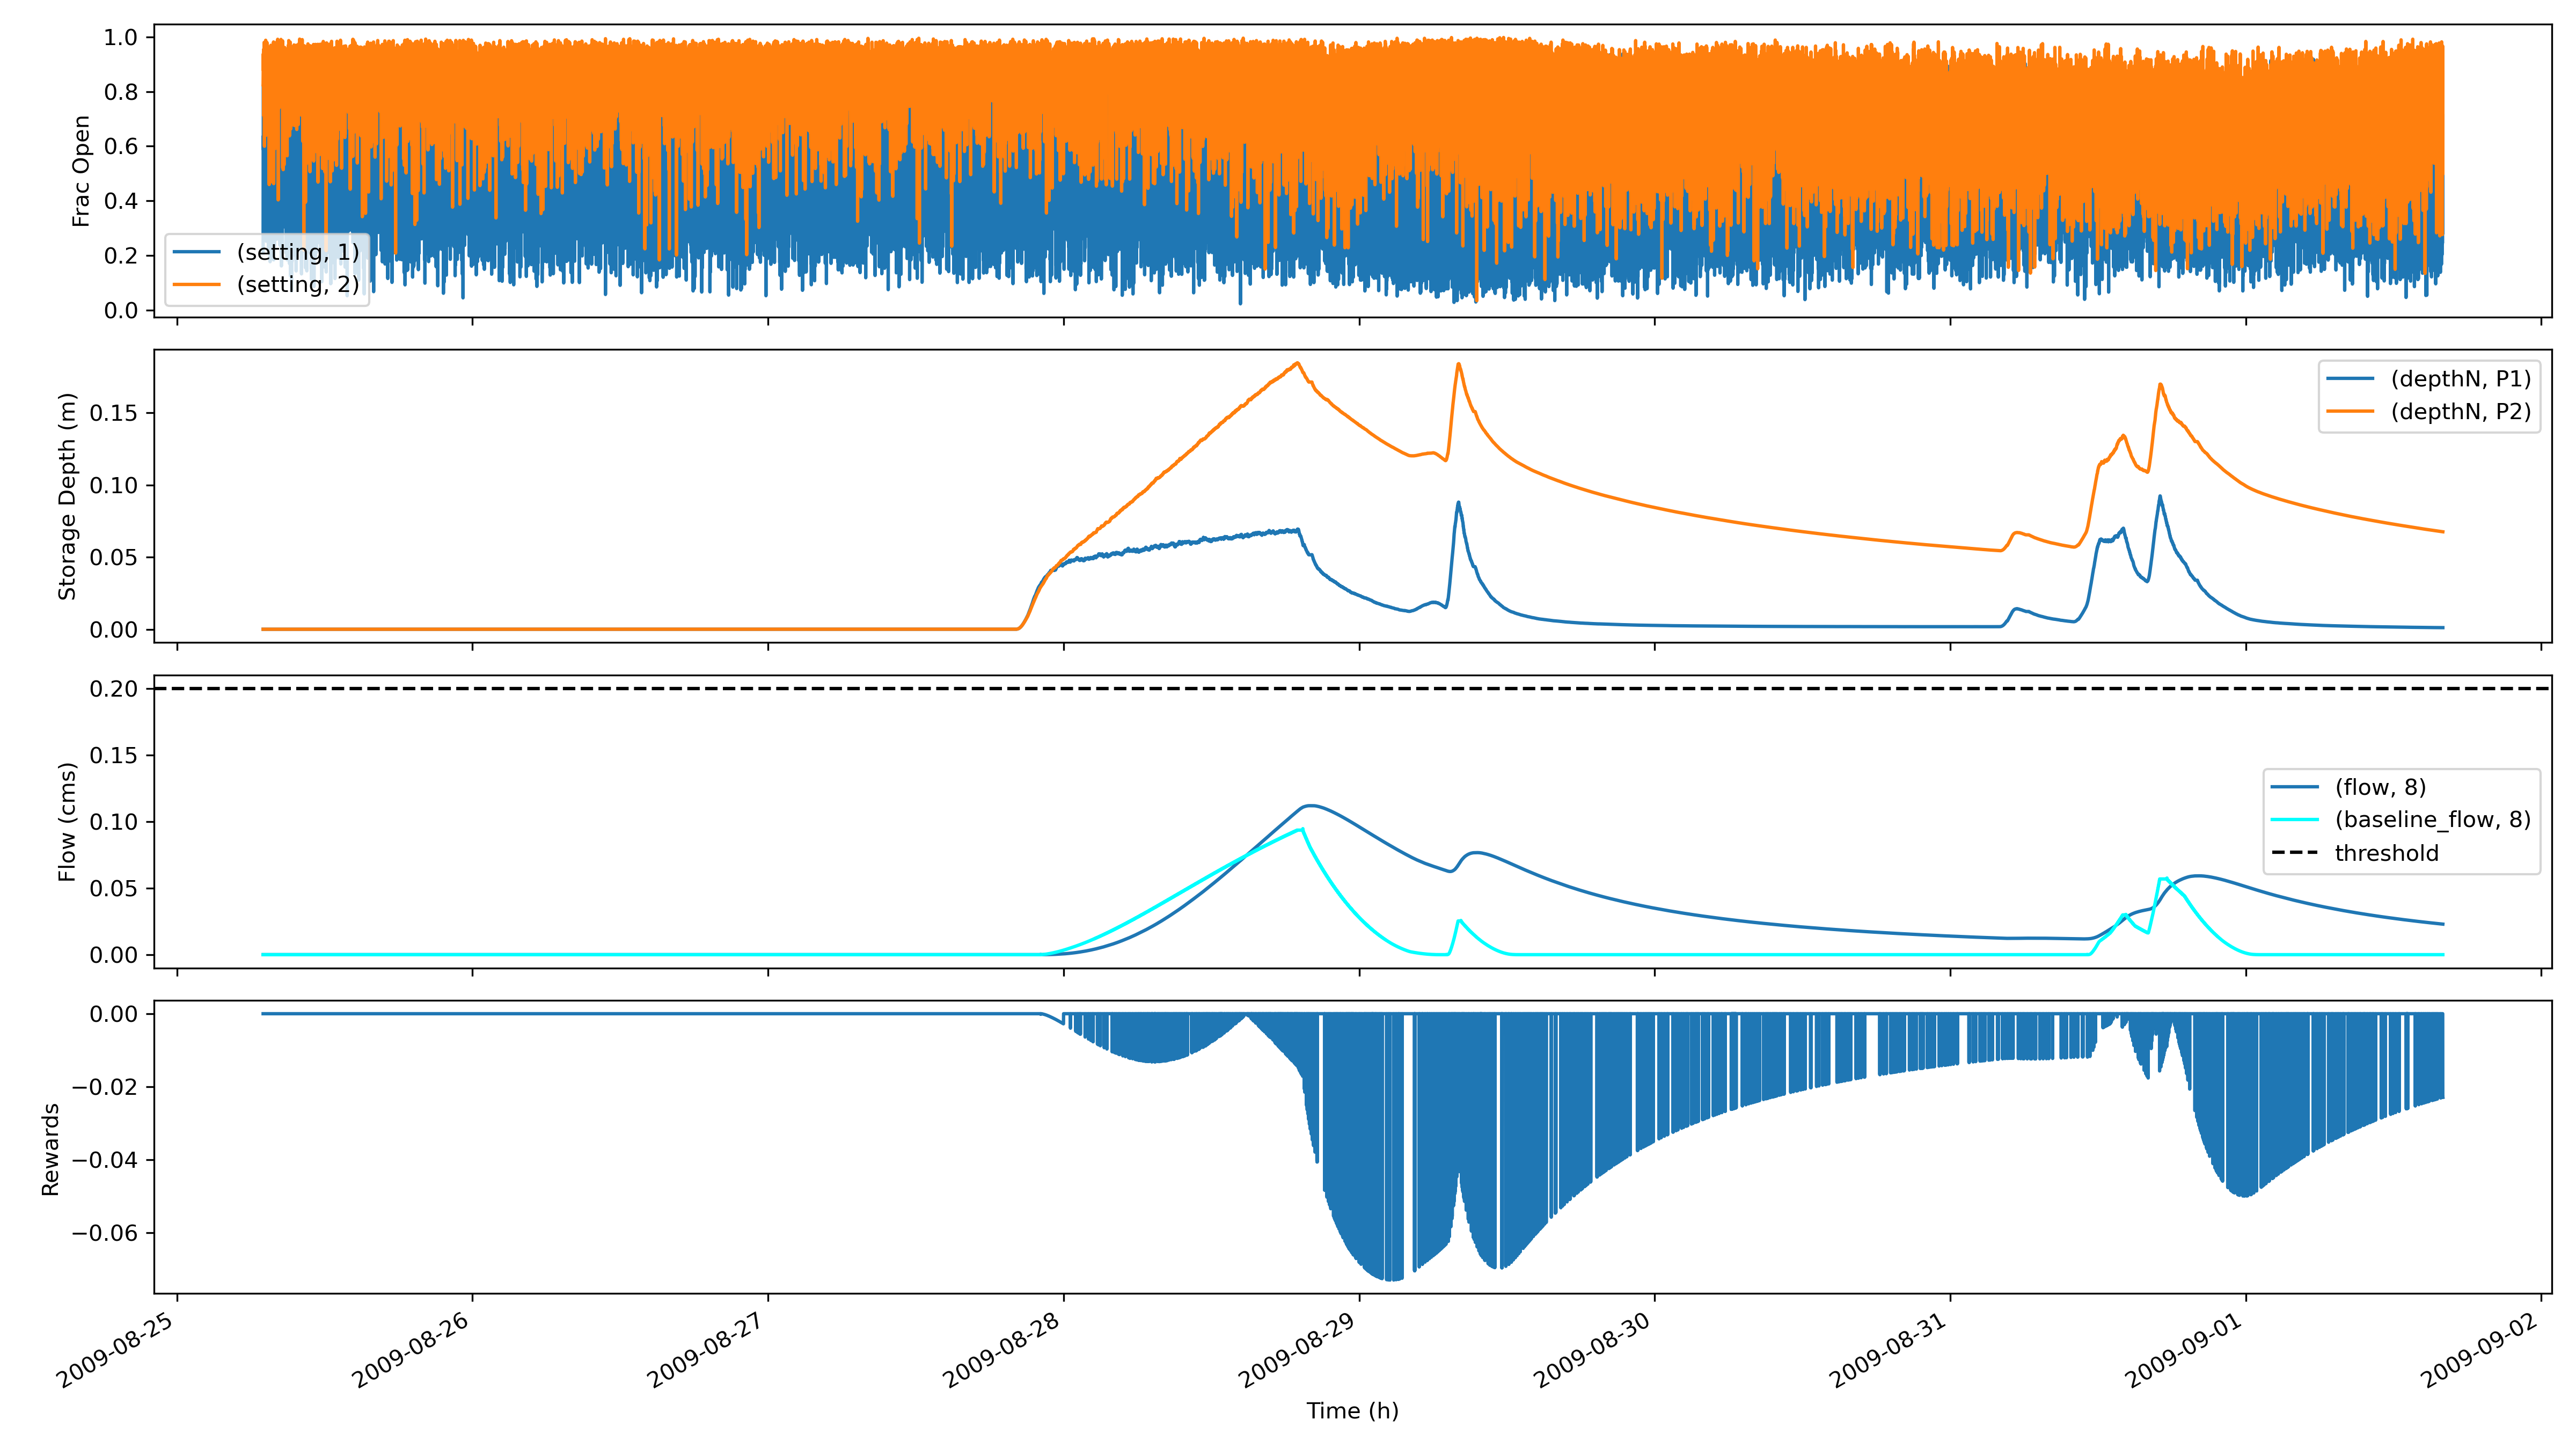 1.0
0.8
0.6
0.4
0.2
0.0
Frac Open
(setting, 1)
(setting, 2)
0.15
0.10
0.05
0.00
Storage Depth (m)
(depthN, P1)
(depthN, P2)
0.20
0.15
0.10
0.05
0.00
Flow (cms)
(flow, 8)
(baseline_flow, 8)
threshold
0.00
−0.02
−0.04
−0.06
Rewards
2009-08-25
2009-08-26
2009-08-27
2009-08-28
2009-08-29
2009-08-30
2009-08-31
2009-09-01
2009-09-02
Time (h)